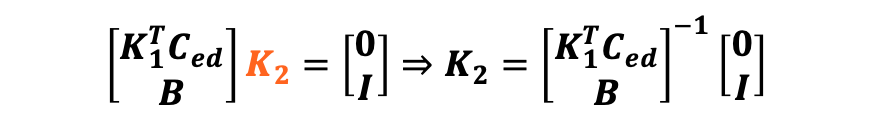 [K₁ᵀC_ed; B] K₂ = [0; I] ⇒ K₂ = [K₁ᵀC_ed; B]⁻¹ [0; I]